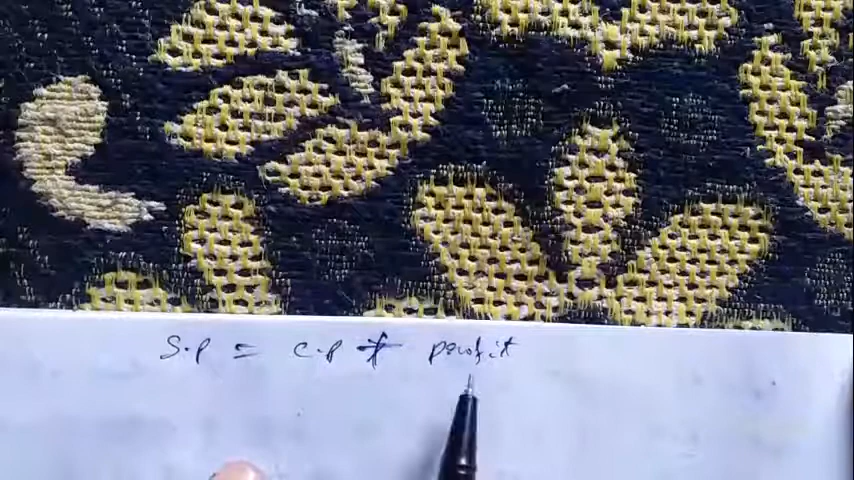 S.P = C.P + profit